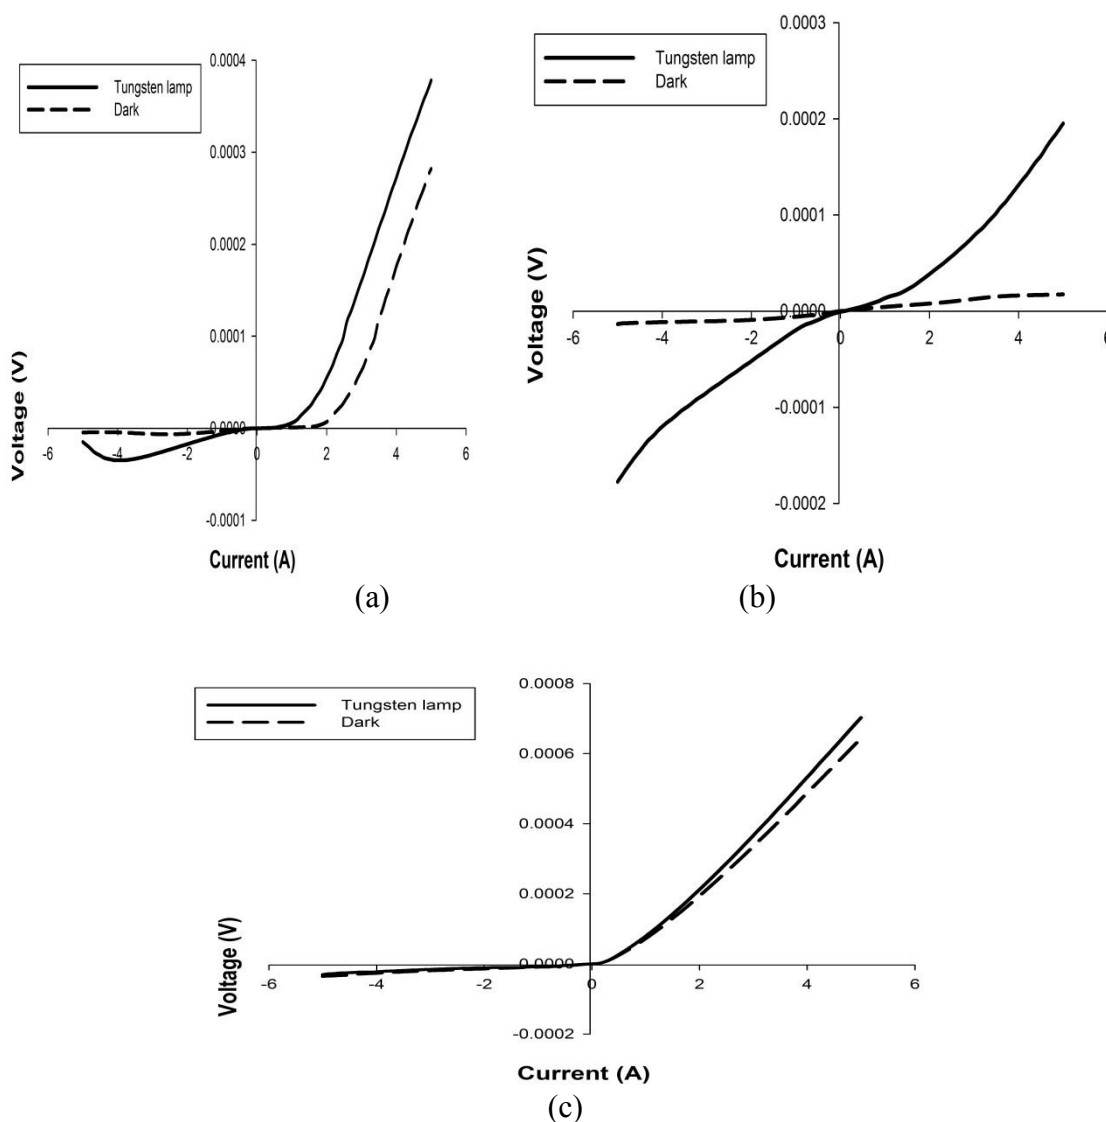 Tungsten lamp
Dark
0.0004
0.0003
0.0002
0.0001
0.0000
-6 -4 -2 0 2 4 6
-0.0001
Voltage (V)
Current (A)
(a)
Tungsten lamp
Dark
0.0003
0.0002
0.0001
0.0000
-6 -4 -2 0 2 4 6
-0.0001
-0.0002
Voltage (V)
Current (A)
(b)
Tungsten lamp
Dark
0.0008
0.0006
0.0004
0.0002
0.0000
-6 -4 -2 0 2 4 6
-0.0002
Voltage (V)
Current (A)
(c)